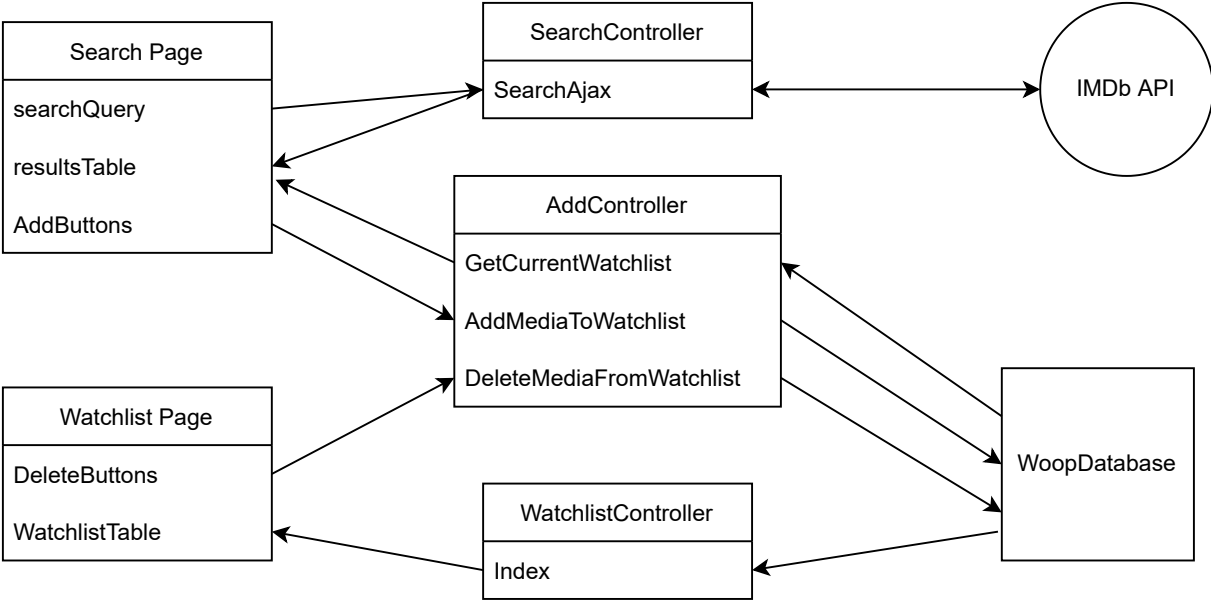 Search Page
searchQuery
resultsTable
AddButtons
SearchController
SearchAjax
IMDb API
AddController
GetCurrentWatchlist
AddMediaToWatchlist
DeleteMediaFromWatchlist
Watchlist Page
DeleteButtons
WatchlistTable
WatchlistController
Index
WoopDatabase